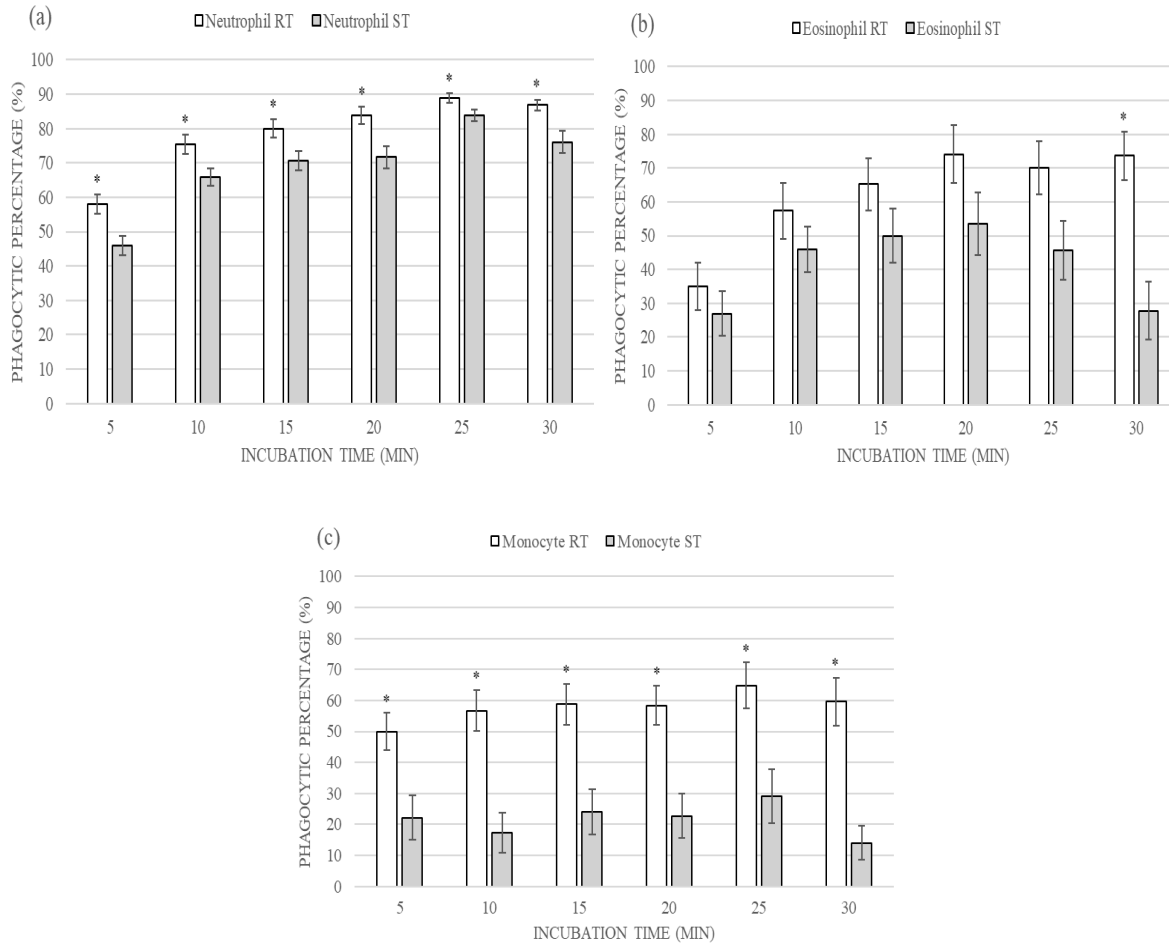 (a)
Neutrophil RT Neutrophil ST
PHAGOCYTIC PERCENTAGE (%)
100
90
80
70
60
50
40
30
20
10
0
* * * * * *
5 10 15 20 25 30
INCUBATION TIME (MIN)
(b)
Eosinophil RT Eosinophil ST
PHAGOCYTIC PERCENTAGE (%)
100
90
80
70
60
50
40
30
20
10
0
*
5 10 15 20 25 30
INCUBATION TIME (MIN)
(c)
Monocyte RT Monocyte ST
PHAGOCYTIC PERCENTAGE (%)
100
90
80
70
60
50
40
30
20
10
0
* * * * * *
5 10 15 20 25 30
INCUBATION TIME (MIN)